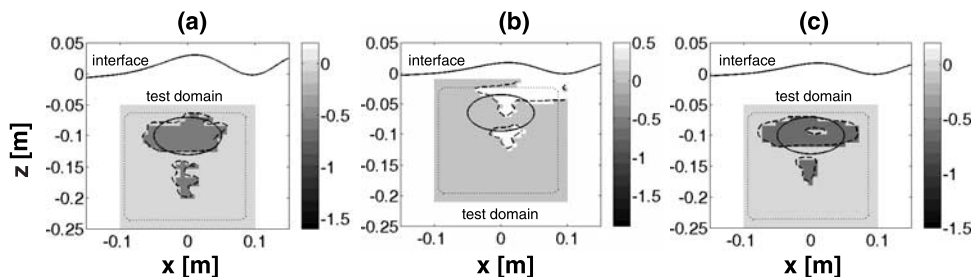 (a) (b) (c)
0.05 0.05 0.05
interface interface interface
0 0 0
0 0.5 0
test domain test domain
-0.05 -0.05 -0.05
0
-0.5 -0.5
z [m] -0.1 -0.1 -0.1
-0.5
-0.15 -1 -0.15 -1 -0.15 -1
-0.2 -0.2 -0.2
-1.5
test domain
-0.25 -1.5 -0.25 -2 -0.25 -1.5
-0.1 0 0.1 -0.1 0 0.1 -0.1 0 0.1
x [m] x [m] x [m]